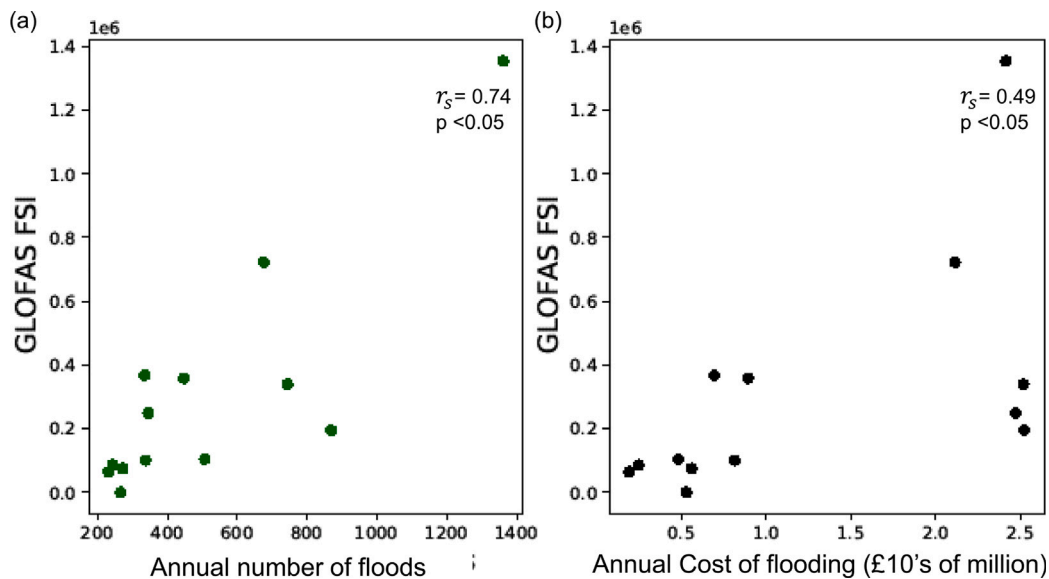 (a)
1e6
1.4
1.2
1.0
0.8
0.6
0.4
0.2
0.0
GLOFAS FSI
rₛ= 0.74
p <0.05
200 400 600 800 1000 1200 1400
Annual number of floods
(b)
1e6
1.4
1.2
1.0
0.8
0.6
0.4
0.2
0.0
GLOFAS FSI
rₛ= 0.49
p <0.05
0.5 1.0 1.5 2.0 2.5
Annual Cost of flooding (£10's of million)